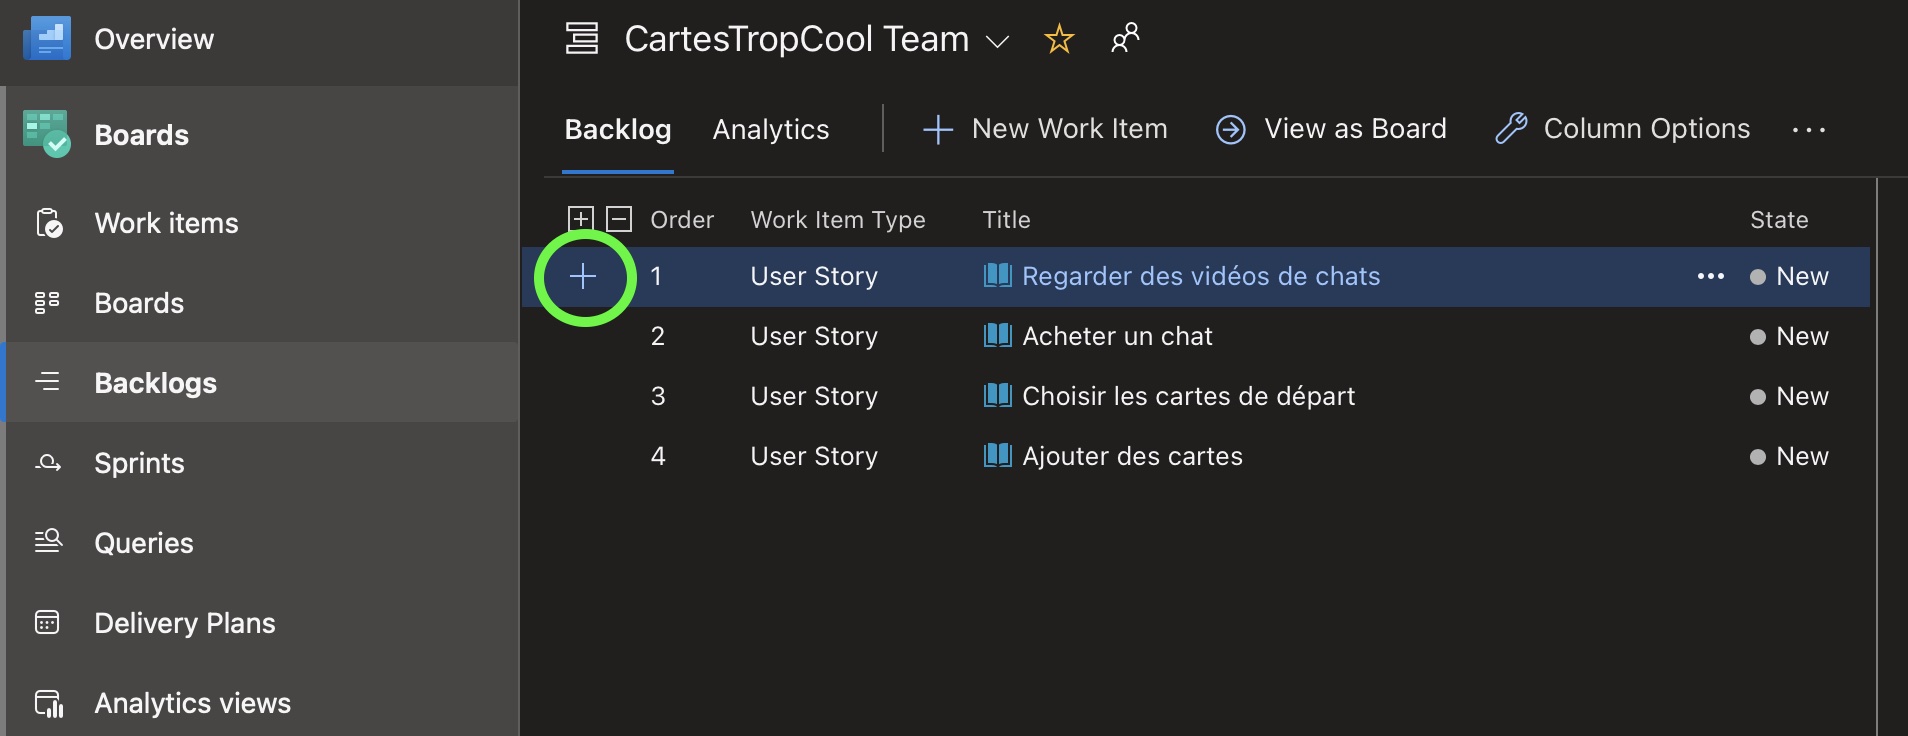 Overview
Boards
Work items
Boards
Backlogs
Sprints
Queries
Delivery Plans
Analytics views
CartesTropCool Team
Backlog Analytics New Work Item View as Board Column Options
Order Work Item Type Title State
1 User Story Regarder des vidéos de chats New
2 User Story Acheter un chat New
3 User Story Choisir les cartes de départ New
4 User Story Ajouter des cartes New